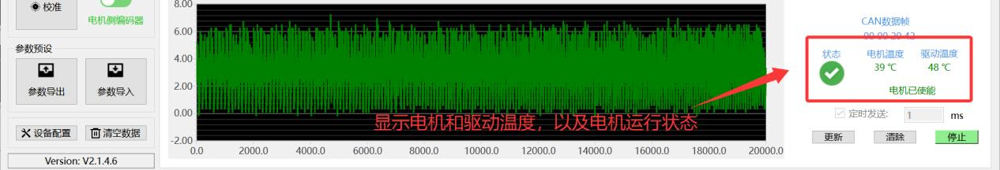 校准
电机侧编码器
参数预设
参数导出
参数导入
设备配置
清空数据
Version: V2.1.4.6
8.00
6.00
4.00
2.00
0.00
-2.00
0.0
2000.0
4000.0
6000.0
8000.0
10000.0
12000.0
14000.0
16000.0
18000.0
20000.0
显示电机和驱动温度，以及电机运行状态
CAN数据帧
状态
电机温度
驱动温度
39 ℃
48 ℃
电机已使能
定时发送:
1
ms
更新
清除
停止